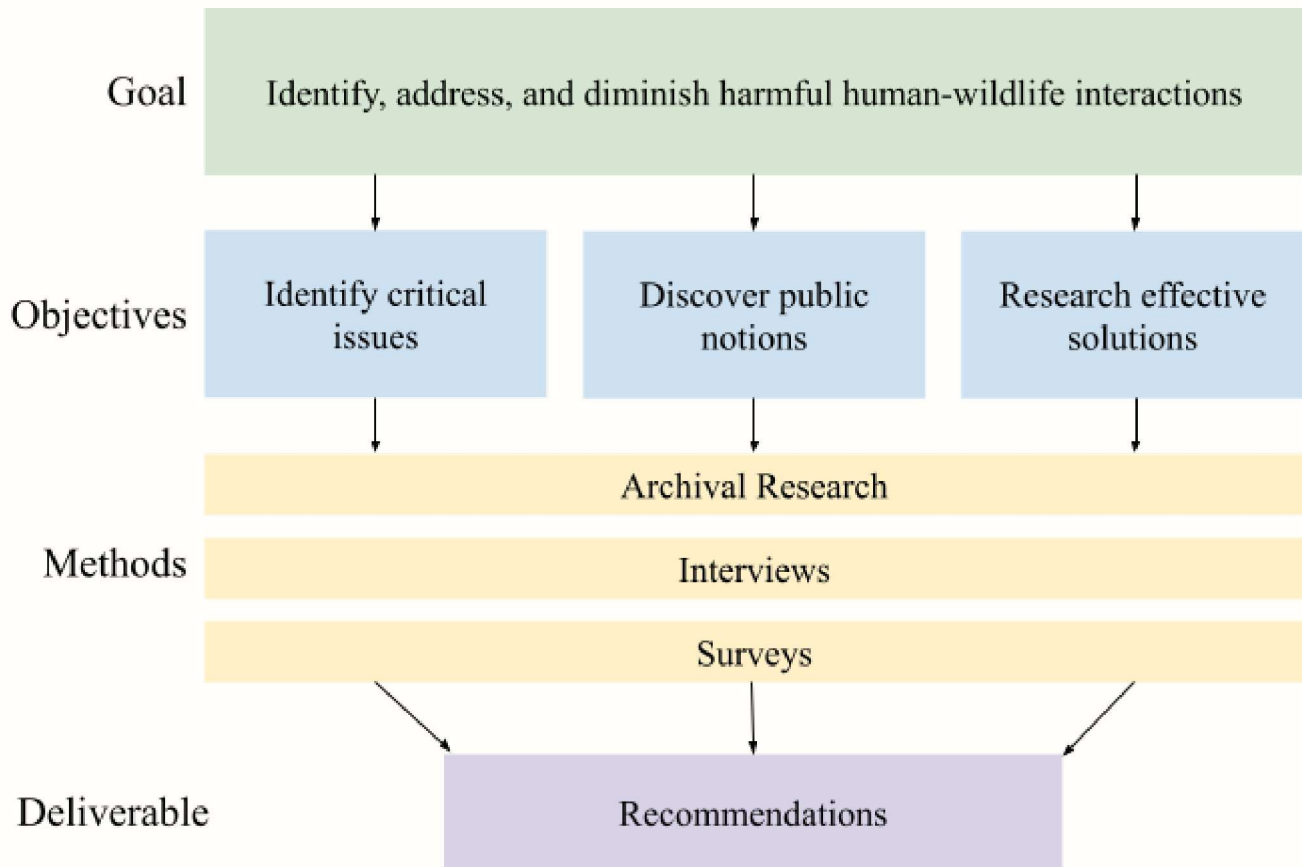 Goal
Identify, address, and diminish harmful human-wildlife interactions
Objectives
Identify critical
issues
Discover public
notions
Research effective
solutions
Methods
Archival Research
Interviews
Surveys
Deliverable
Recommendations